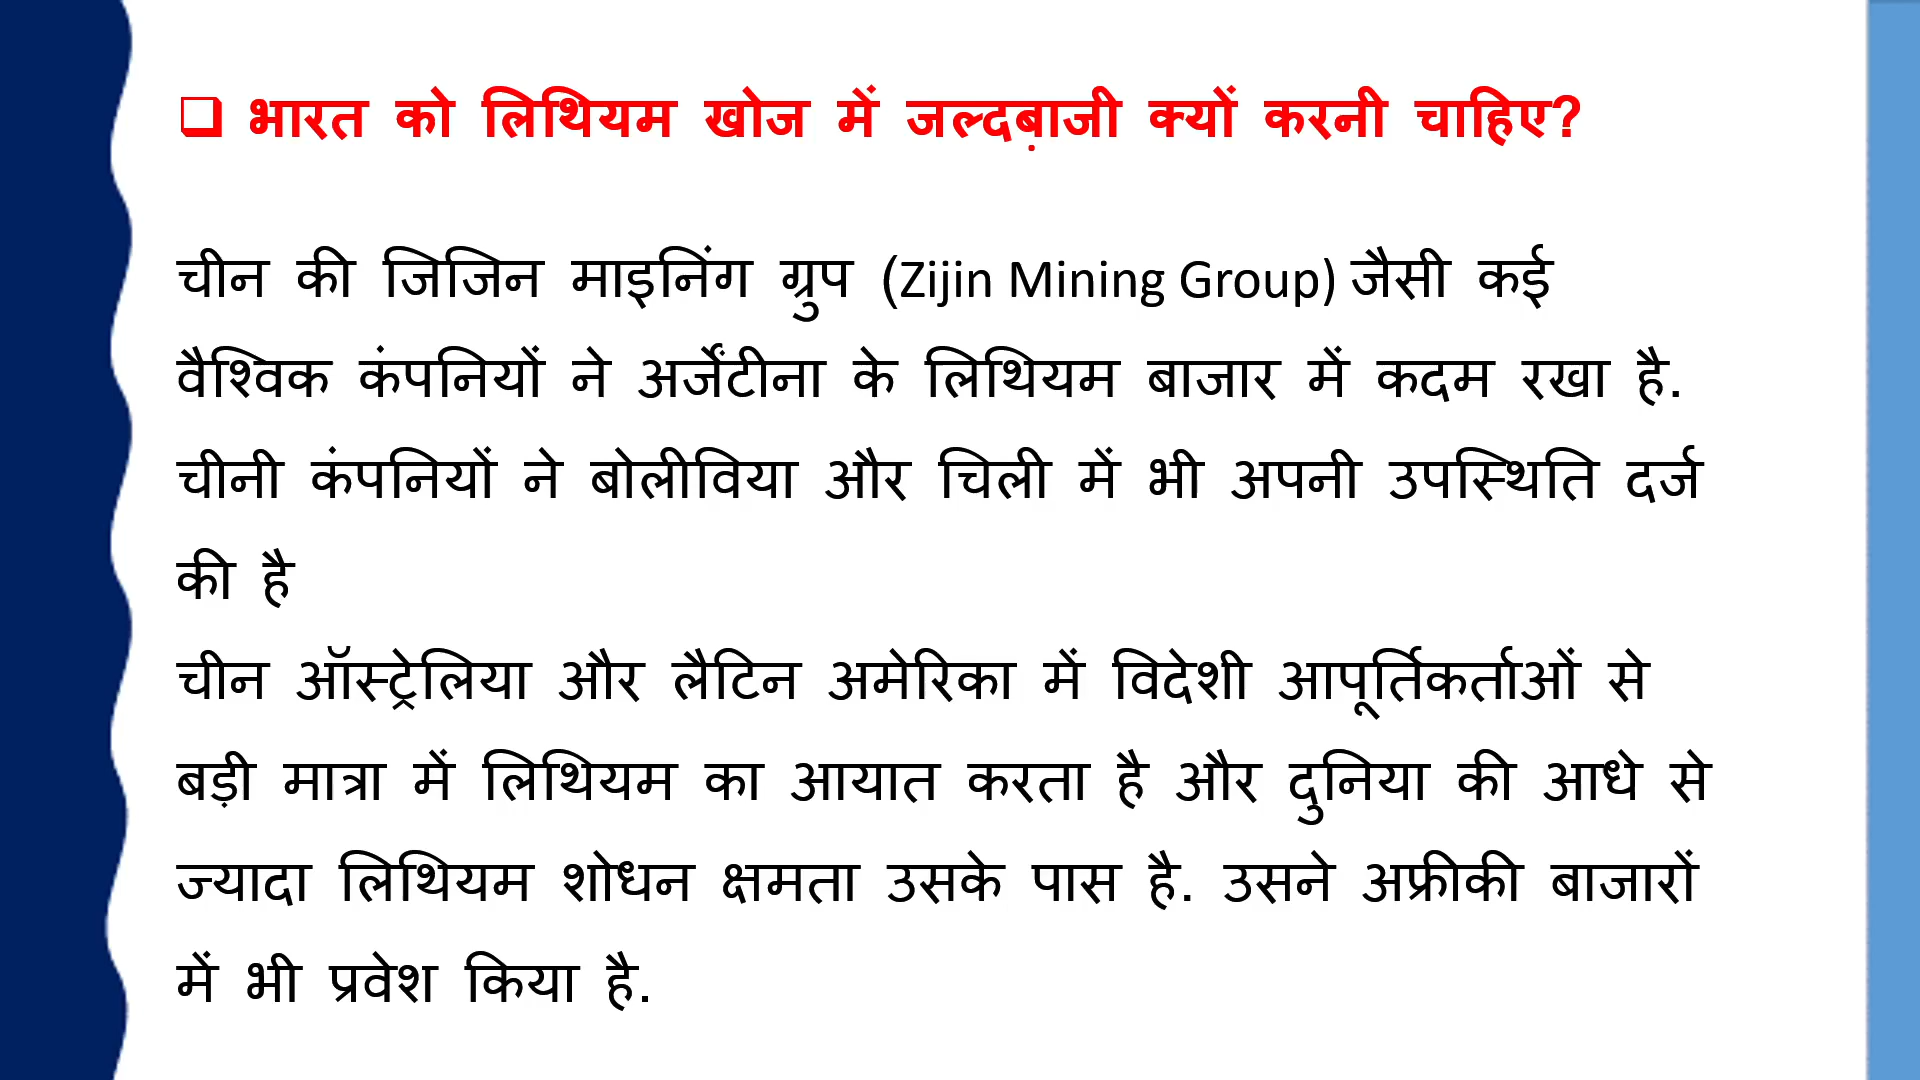 ❑ भारत को लिथियम खोज में जल्दब़ाजी क्यों करनी चाहिए?
चीन की जिजिन माइनिंग ग्रुप (Zijin Mining Group) जैसी कई
वैश्विक कंपनियों ने अर्जेंटीना के लिथियम बाजार में कदम रखा है.
चीनी कंपनियों ने बोलीविया और चिली में भी अपनी उपस्थिति दर्ज
की है
चीन ऑस्ट्रेलिया और लैटिन अमेरिका में विदेशी आपूर्तिकर्ताओं से
बड़ी मात्रा में लिथियम का आयात करता है और दुनिया की आधे से
ज्यादा लिथियम शोधन क्षमता उसके पास है. उसने अफ्रीकी बाजारों
में भी प्रवेश किया है.